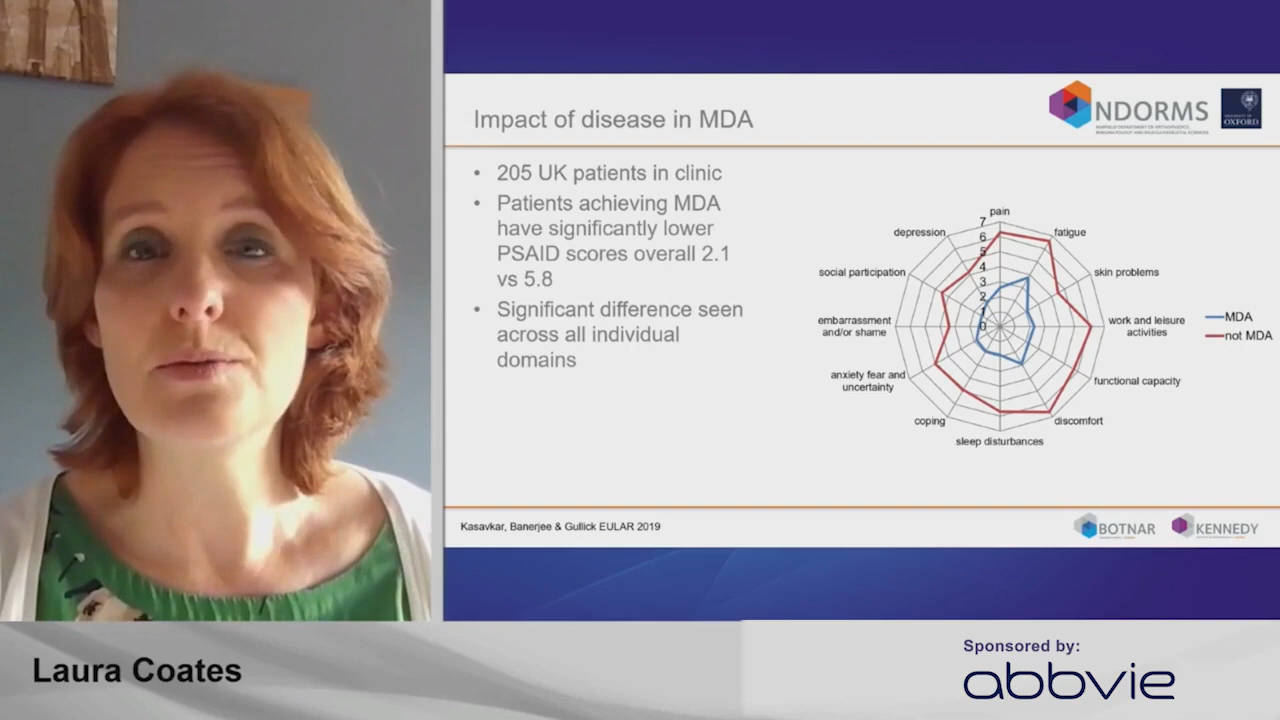 Impact of disease in MDA
NDORMS
UNIVERSITY OF
OXFORD
• 205 UK patients in clinic
• Patients achieving MDA
have significantly lower
PSAID scores overall 2.1
vs 5.8
• Significant difference seen
across all individual
domains
pain
fatigue
skin problems
work and leisure
activities
functional capacity
discomfort
sleep disturbances
coping
anxiety fear and
uncertainty
embarrassment
and/or shame
social participation
depression
7
6
5
4
3
2
1
0
MDA
not MDA
Kasavkar, Banerjee & Gullick EULAR 2019
BOTNAR
KENNEDY
Laura Coates
Sponsored by:
abbvie